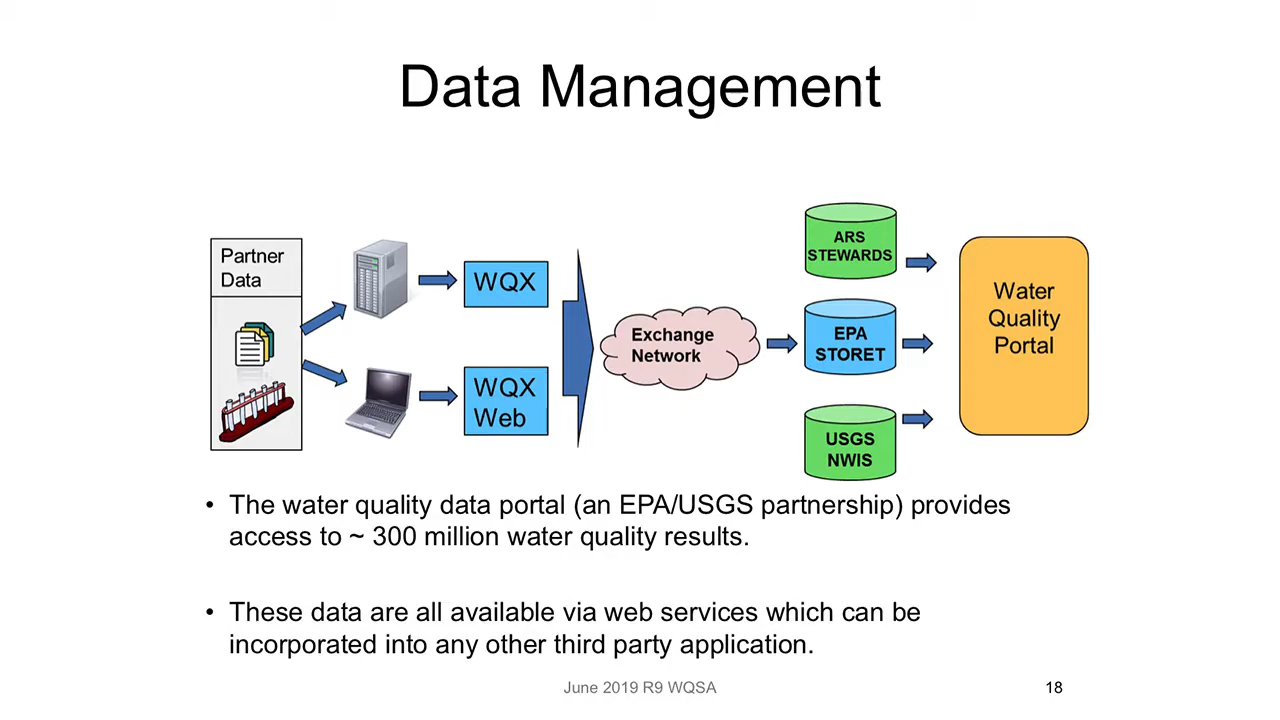 Data Management
Partner
Data
WQX
WQX
Web
Exchange
Network
ARS
STEWARDS
EPA
STORET
USGS
NWIS
Water
Quality
Portal
• The water quality data portal (an EPA/USGS partnership) provides
access to ~ 300 million water quality results.
• These data are all available via web services which can be
incorporated into any other third party application.
June 2019 R9 WQSA
18